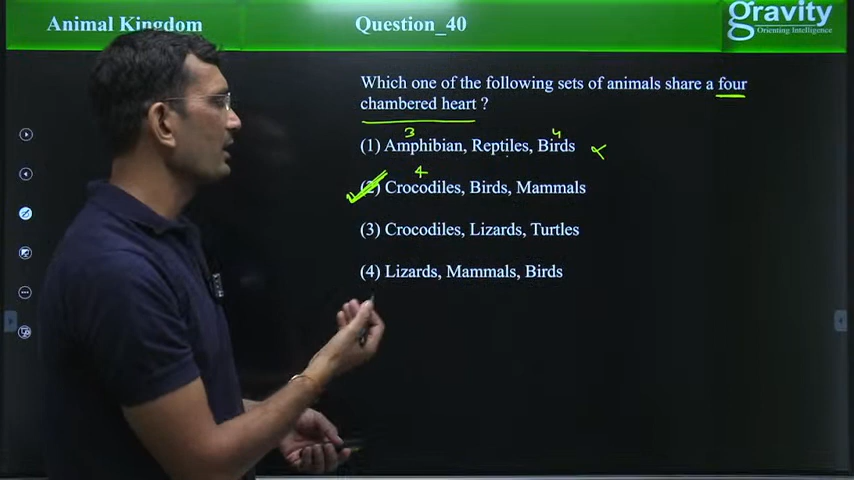 Animal Kingdom
Question_40
gravity
Orienting Intelligence
Which one of the following sets of animals share a four
chambered heart ?
3
4
(1) Amphibian, Reptiles, Birds
4
(2) Crocodiles, Birds, Mammals
(3) Crocodiles, Lizards, Turtles
(4) Lizards, Mammals, Birds